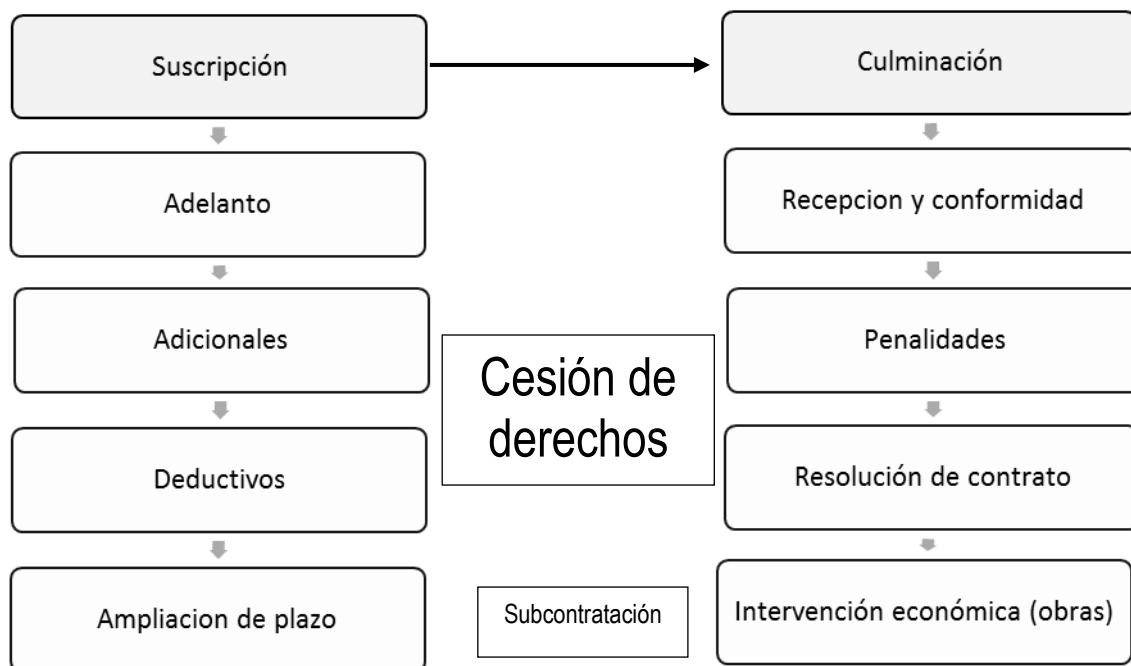 Suscripción
Adelanto
Adicionales
Deductivos
Ampliacion de plazo
Cesión de
derechos
Subcontratación
Culminación
Recepcion y conformidad
Penalidades
Resolución de contrato
Intervención económica (obras)